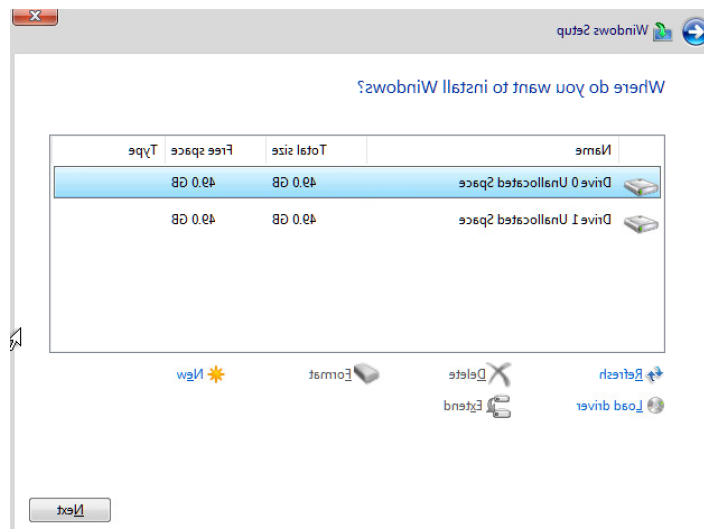 Windows Setup
Where do you want to install Windows?
Name Total size Free space Type
Drive 0 Unallocated Space 49.0 GB 49.0 GB
Drive 1 Unallocated Space 49.0 GB 49.0 GB
Refresh Delete Format New
Load driver Extend
Next